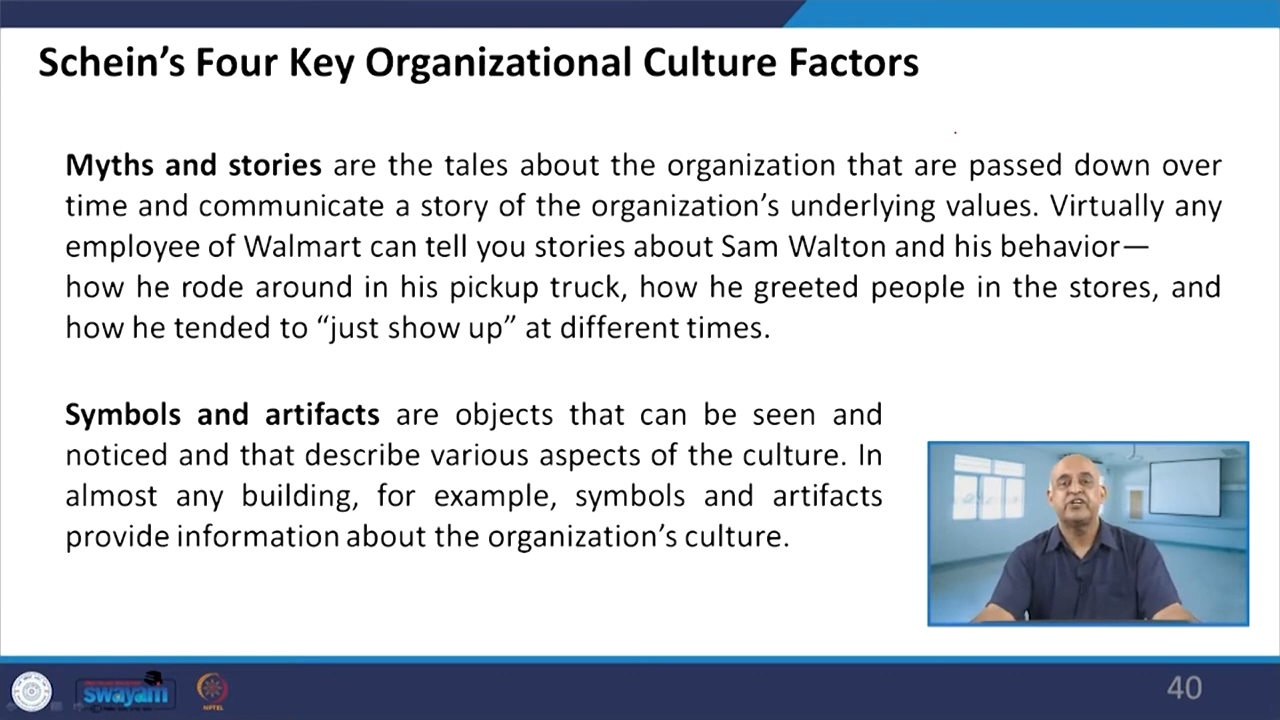 Schein’s Four Key Organizational Culture Factors
Myths and stories are the tales about the organization that are passed down over
time and communicate a story of the organization’s underlying values. Virtually any
employee of Walmart can tell you stories about Sam Walton and his behavior—
how he rode around in his pickup truck, how he greeted people in the stores, and
how he tended to “just show up” at different times.
Symbols and artifacts are objects that can be seen and
noticed and that describe various aspects of the culture. In
almost any building, for example, symbols and artifacts
provide information about the organization’s culture.
swayam
NPTEL
40